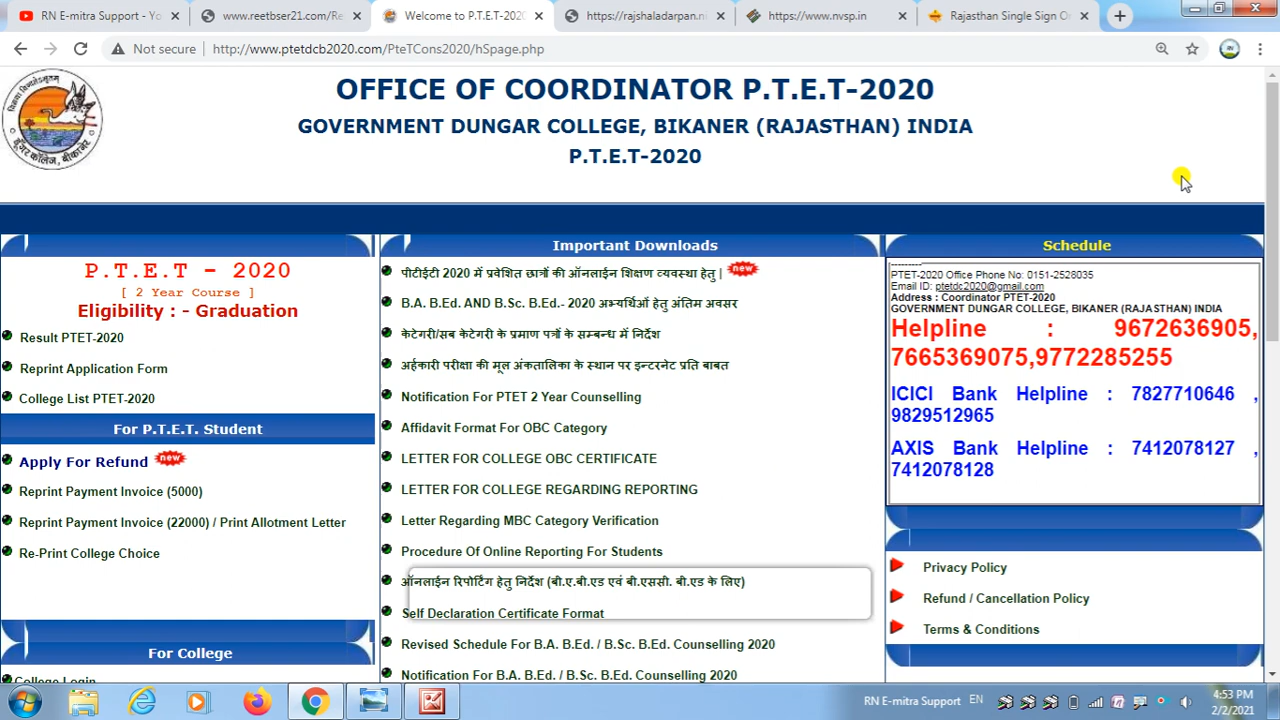 RN E-mitra Support - Yo
www.reetbser21.com/Re
Welcome to P.T.E.T-2020
https://rajshaladarpan.ni
https://www.nvsp.in
Rajasthan Single Sign O
Not secure
http://www.ptetdcb2020.com/PteTCons2020/hSpage.php
OFFICE OF COORDINATOR P.T.E.T-2020
GOVERNMENT DUNGAR COLLEGE, BIKANER (RAJASTHAN) INDIA
P.T.E.T-2020
P.T.E.T - 2020
[ 2 Year Course ]
Eligibility : - Graduation
Result PTET-2020
Reprint Application Form
College List PTET-2020
For P.T.E.T. Student
Apply For Refund new
Reprint Payment Invoice (5000)
Reprint Payment Invoice (22000) / Print Allotment Letter
Re-Print College Choice
For College
College Login
Important Downloads
पीटीईटी 2020 में प्रवेशित छात्रों की ऑनलाईन शिक्षण व्यवस्था हेतु | new
B.A. B.Ed. AND B.Sc. B.Ed.- 2020 अभ्यर्थिओं हेतु अंतिम अवसर
केटेगरी/सब केटेगरी के प्रमाण पत्रों के सम्बन्ध में निर्देश
अर्हकारी परीक्षा की मूल अंकतालिका के स्थान पर इन्टरनेट प्रति बाबत
Notification For PTET 2 Year Counselling
Affidavit Format For OBC Category
LETTER FOR COLLEGE OBC CERTIFICATE
LETTER FOR COLLEGE REGARDING REPORTING
Letter Regarding MBC Category Verification
Procedure Of Online Reporting For Students
ऑनलाईन रिपोर्टिंग हेतु निर्देश (बी.ए.बी.एड एवं बी.एससी. बी.एड के लिए)
Self Declaration Certificate Format
Revised Schedule For B.A. B.Ed. / B.Sc. B.Ed. Counselling 2020
Notification For B.A. B.Ed. / B.Sc. B.Ed. Counselling 2020
Schedule
PTET-2020 Office Phone No: 0151-2528035
Email ID: ptetdc2020@gmail.com
Address : Coordinator PTET-2020
GOVERNMENT DUNGAR COLLEGE, BIKANER (RAJASTHAN) INDIA
Helpline : 9672636905,
7665369075,9772285255
ICICI Bank Helpline : 7827710646 ,
9829512965
AXIS Bank Helpline : 7412078127 ,
7412078128
Privacy Policy
Refund / Cancellation Policy
Terms & Conditions
RN E-mitra Support EN
4:53 PM
2/2/2021